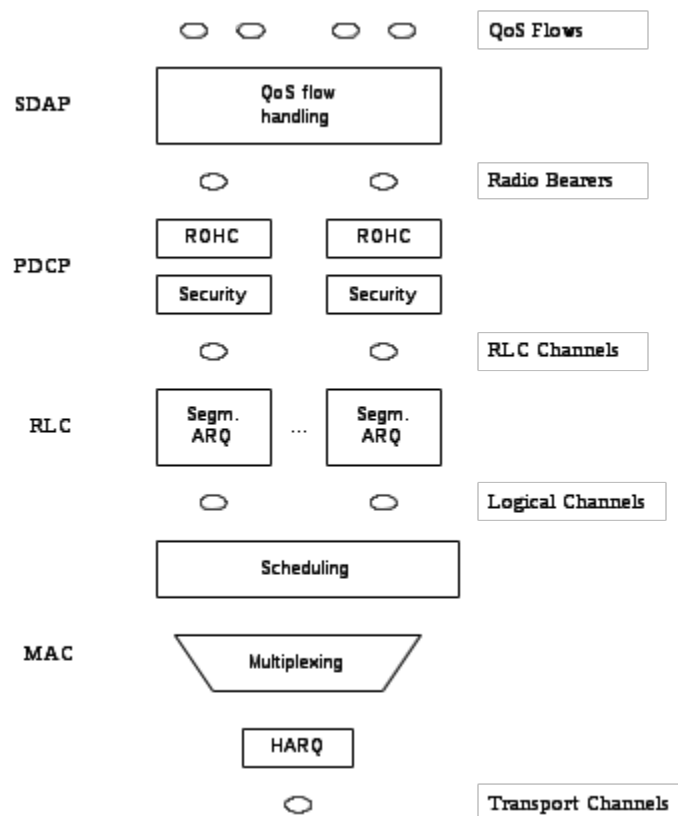 QoS Flows
SDAP
QoS flow
handling
Radio Bearers
ROHC
ROHC
PDCP
Security
Security
RLC Channels
RLC
Segm.
ARQ
...
Segm.
ARQ
Logical Channels
Scheduling
MAC
Multiplexing
HARQ
Transport Channels